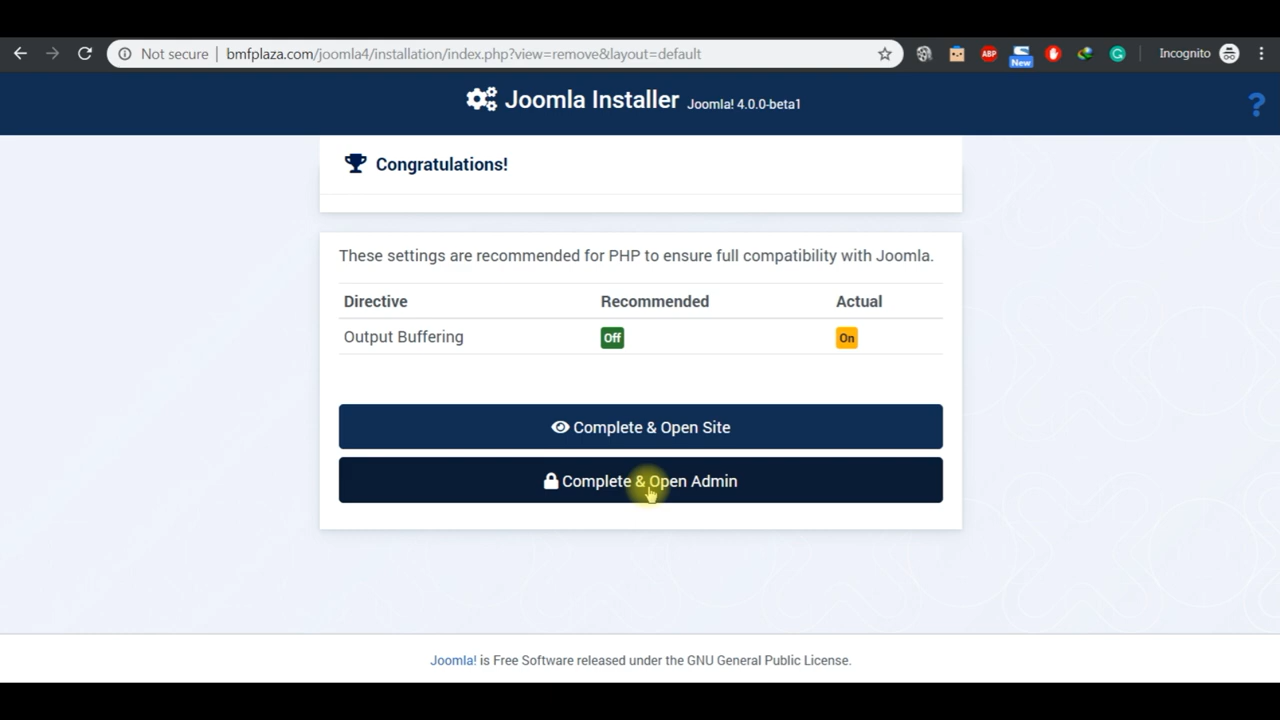 Not secure | bmfplaza.com/joomla4/installation/index.php?view=remove&layout=default
ABP
New
Incognito
Joomla Installer Joomla! 4.0.0-beta1
?
Congratulations!
These settings are recommended for PHP to ensure full compatibility with Joomla.
Directive Recommended Actual
Output Buffering Off On
Complete & Open Site
Complete & Open Admin
Joomla! is Free Software released under the GNU General Public License.